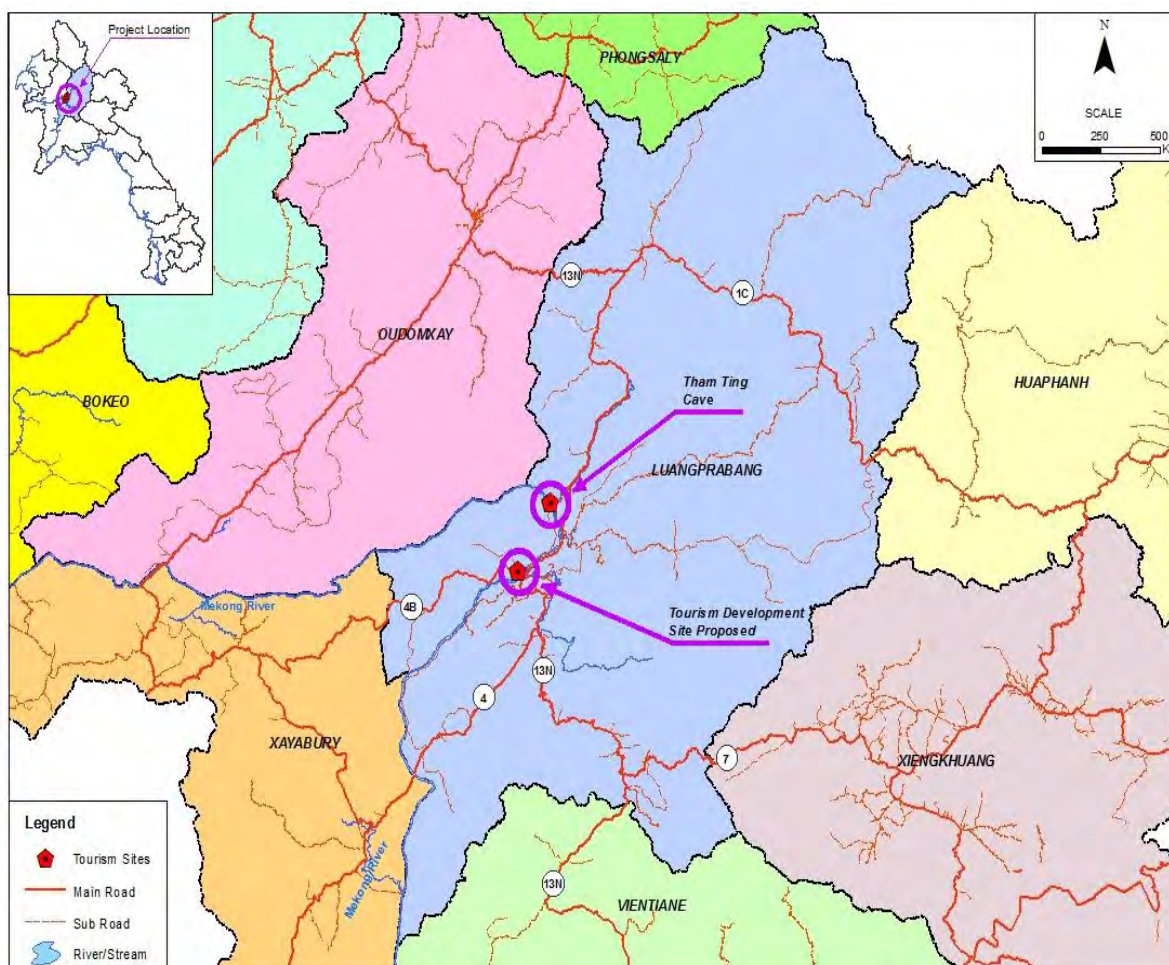 Project Location
N
SCALE
0 250 500
K
PHONGSALY
13N
1C
OUDOMXAY
HUAPHANH
BOKEO
Tham Ting
Cave
LUANGPRABANG
4B
Mekong River
Tourism Development
Site Proposed
13N
4
XAYABURY
7
XIENGKHUANG
Mekong River
13N
VIENTIANE
Legend
Tourism Sites
Main Road
Sub Road
River/Stream